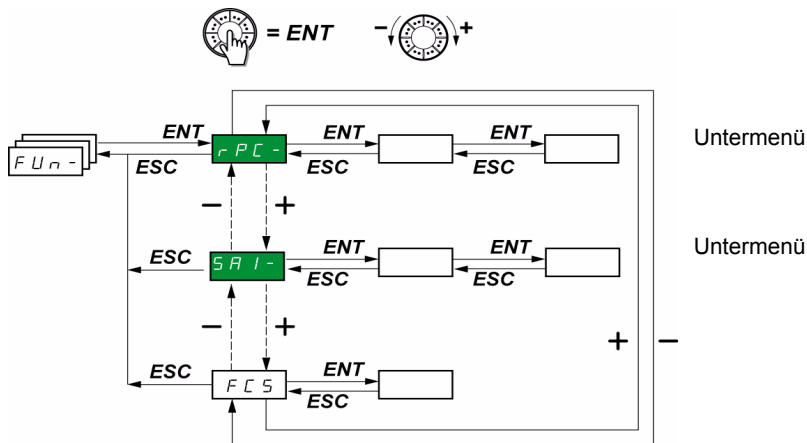 = ENT
− +
FUn-
ENT
ESC
rPC-
ENT
ESC
ENT
ESC
Untermenü
− +
ESC
SAI-
ENT
ESC
ENT
ESC
Untermenü
− +
+ −
ESC
FCS
ENT
ESC